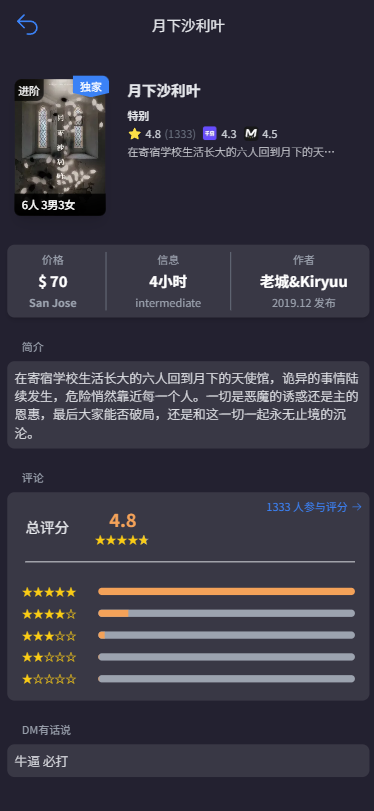 月下沙利叶
进阶
独家
月下沙利叶
特别
4.8 (1333) 4.3 4.5
在寄宿学校生活长大的六人回到月下的天…
6人 3男3女
价格
信息
作者
$ 70
4小时
老城&Kiryuu
San Jose
intermediate
2019.12 发布
简介
在寄宿学校生活长大的六人回到月下的天使馆，诡异的事情陆
续发生，危险悄然靠近每一个人。一切是恶魔的诱惑还是主的
恩惠，最后大家能否破局，还是和这一切一起永无止境的沉
沦。
评论
1333 人参与评分 →
总评分
4.8
★★★★★
★★★★★
★★★★☆
★★★☆☆
★★☆☆☆
★☆☆☆☆
DM有话说
牛逼 必打